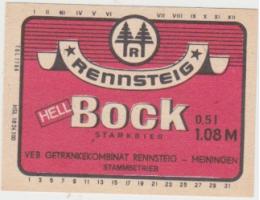 I II III IV V VI VII VIII IX X XI XII
R
RENNSTEIG
HELL
Bock
STARKBIER
0,5 l
1.08 M
VEB GETRÄNKEKOMBINAT RENNSTEIG - MEININGEN
STAMMBETRIEB
1 3 5 7 9 11 13 15 17 19 21 23 25 27 29 31